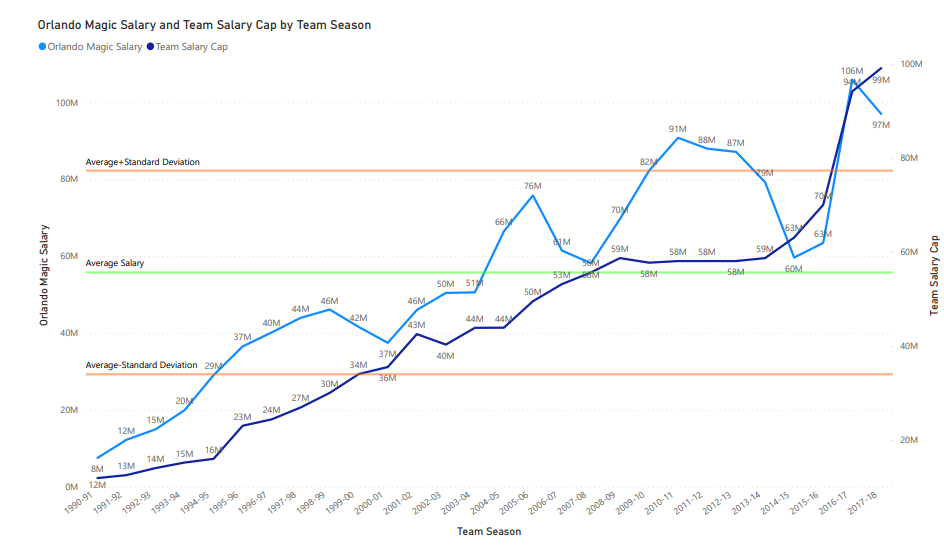 Orlando Magic Salary and Team Salary Cap by Team Season
Orlando Magic Salary Team Salary Cap
100M
80M
60M
40M
20M
0M
Orlando Magic Salary
100M
80M
60M
40M
20M
Team Salary Cap
Average+Standard Deviation
Average Salary
Average-Standard Deviation
8M 12M 15M 20M 29M 37M 40M 44M 46M 42M 37M 46M 50M 51M 66M 76M 61M 58M 70M 82M 91M 88M 87M 79M 60M 63M 106M 97M
12M 13M 14M 15M 16M 23M 24M 27M 30M 34M 36M 43M 40M 44M 44M 50M 53M 56M 59M 58M 58M 58M 58M 59M 63M 70M 94M 99M
1990-91 1991-92 1992-93 1993-94 1994-95 1995-96 1996-97 1997-98 1998-99 1999-00 2000-01 2001-02 2002-03 2003-04 2004-05 2005-06 2006-07 2007-08 2008-09 2009-10 2010-11 2011-12 2012-13 2013-14 2014-15 2015-16 2016-17 2017-18
Team Season